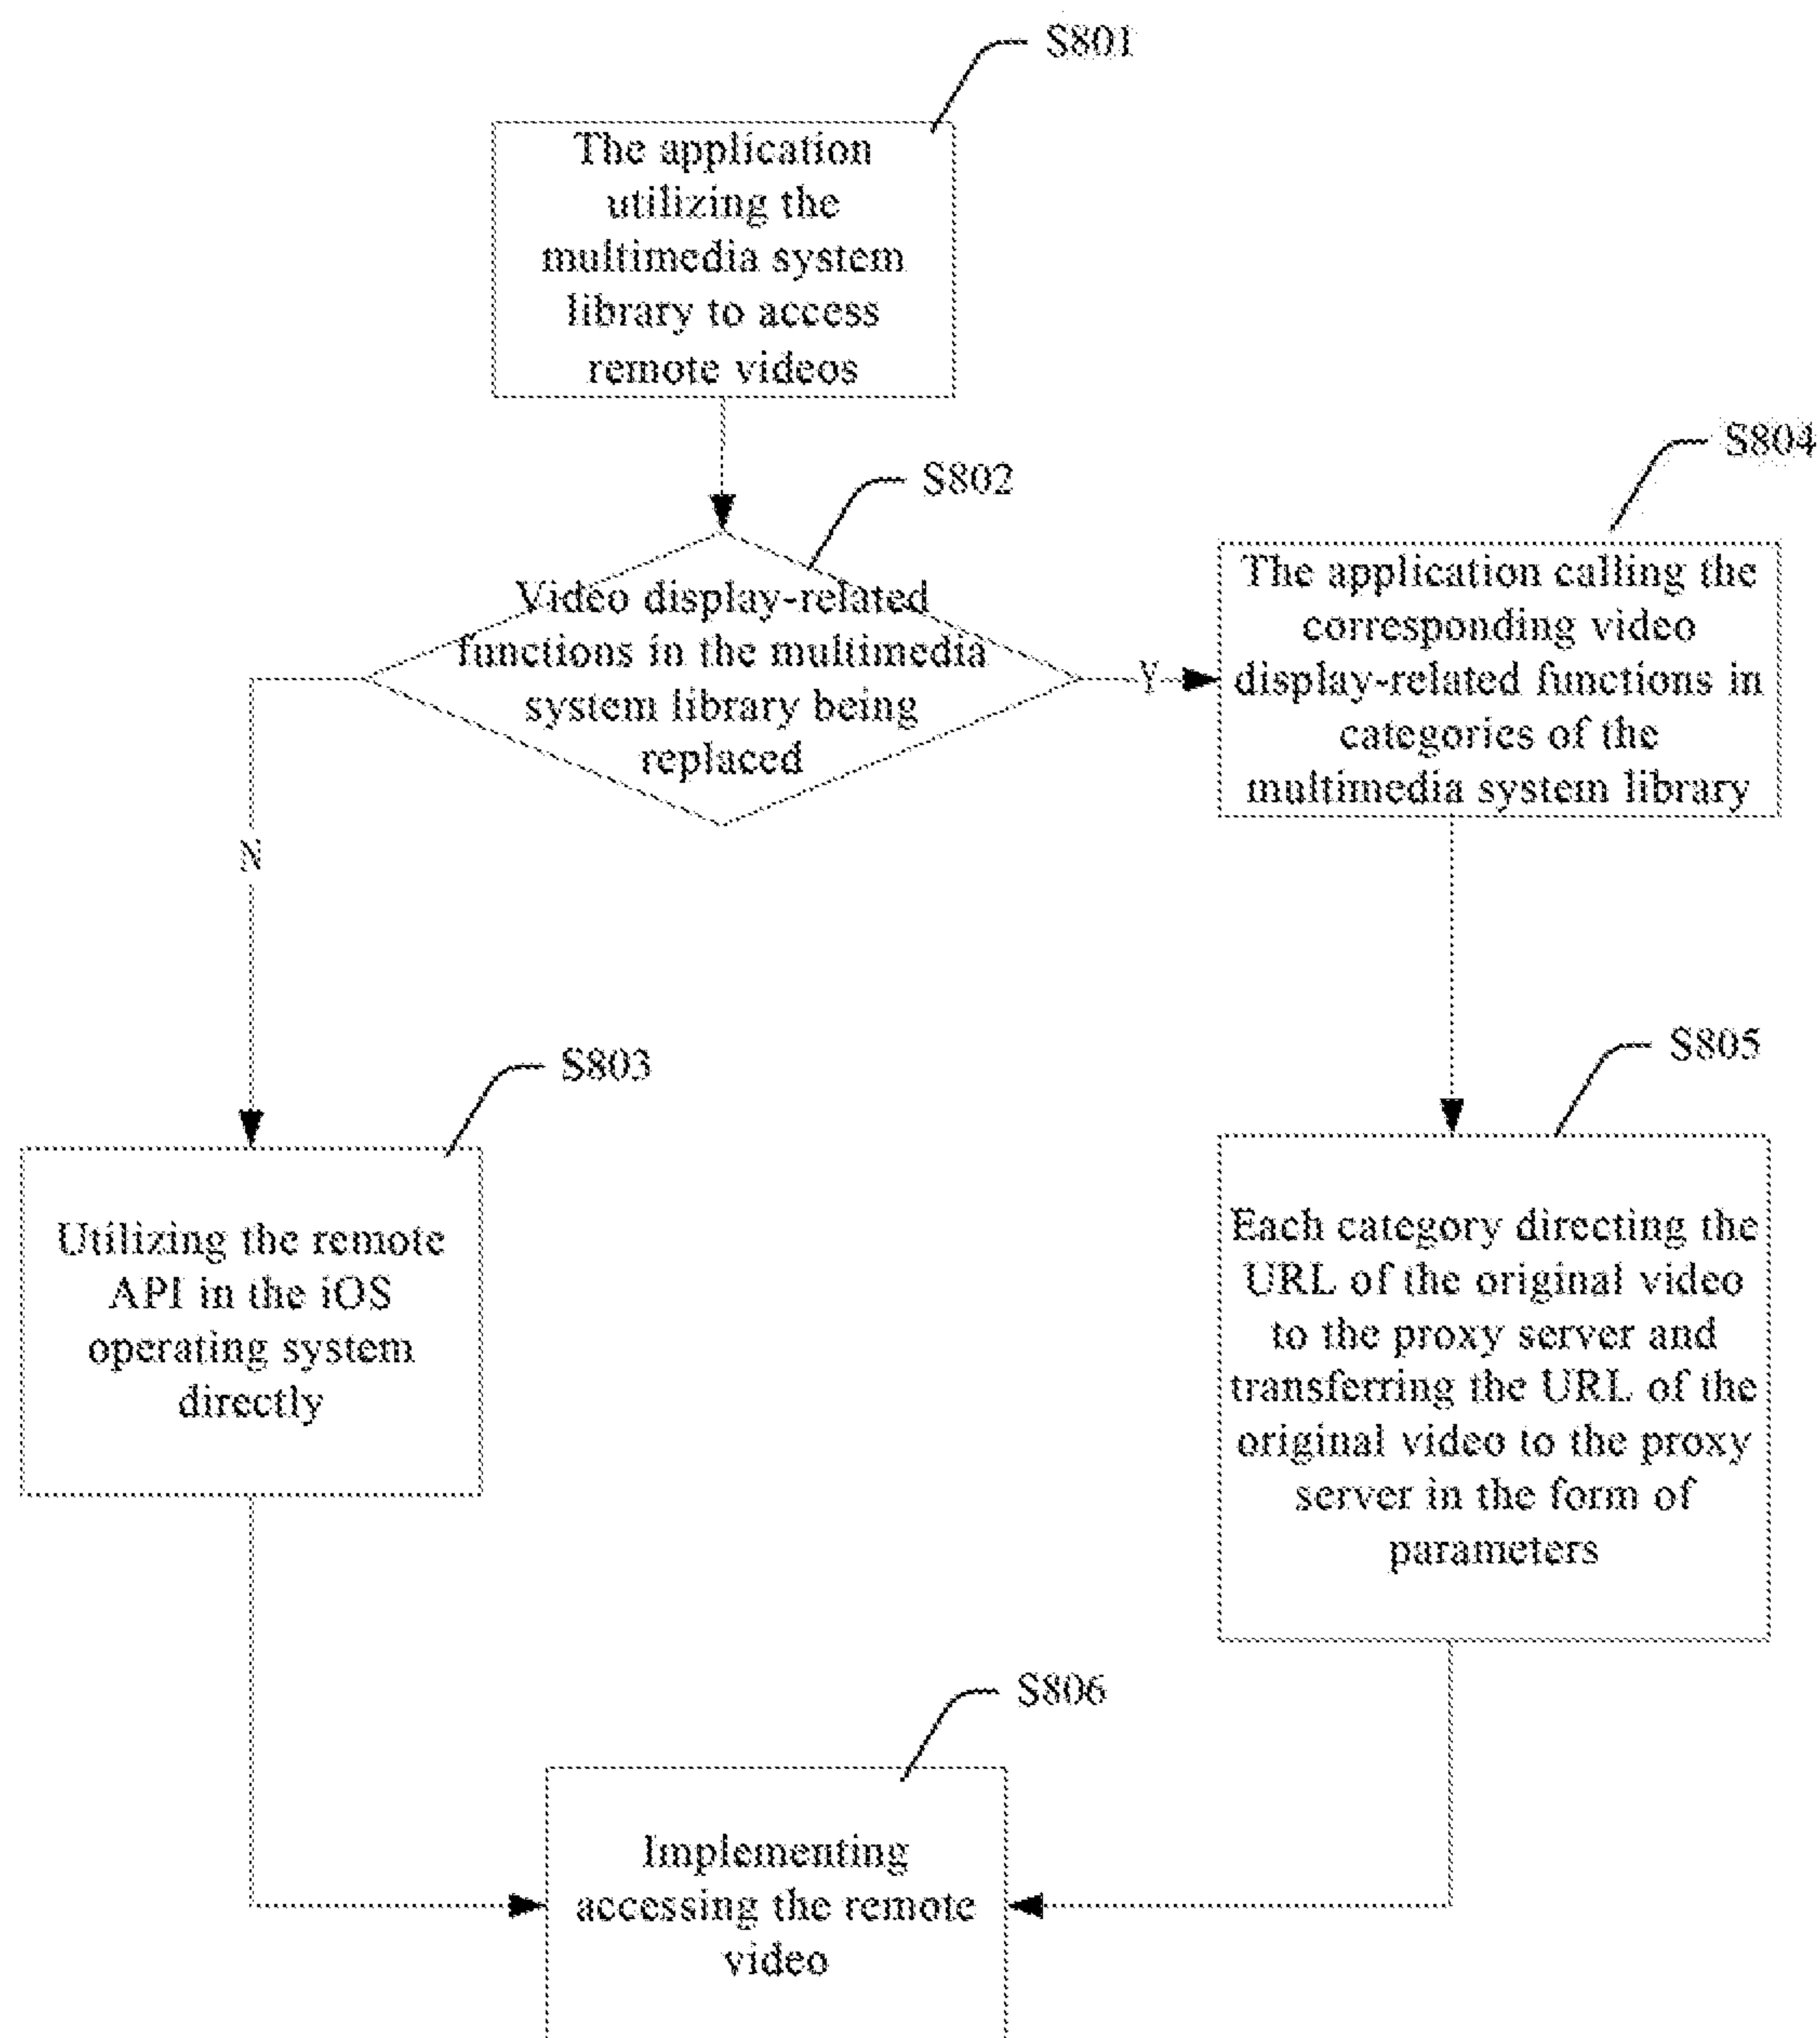 S801
The application
utilizing the
multimedia system
library to access
remote videos
S802
Video display-related
functions in the multimedia
system library being
replaced
Y
N
S804
The application calling the
corresponding video
display-related functions in
categories of the
multimedia system library
S803
Utilizing the remote
API in the iOS
operating system
directly
S805
Each category directing the
URL of the original video
to the proxy server and
transferring the URL of the
original video to the proxy
server in the form of
parameters
S806
Implementing
accessing the remote
video